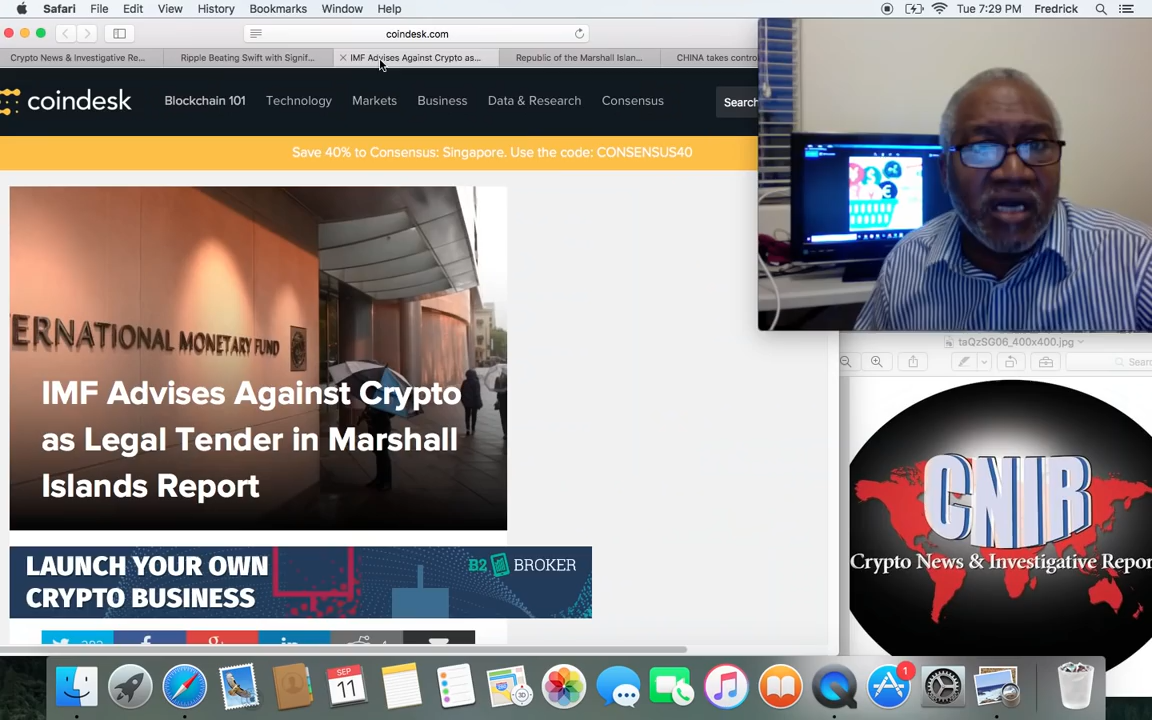 Safari File Edit View History Bookmarks Window Help Tue 7:29 PM Fredrick
coindesk.com
Crypto News & Investigative Re... Ripple Beating Swift with Signif... IMF Advises Against Crypto as... Republic of the Marshall Islan... CHINA takes contro
coindesk Blockchain 101 Technology Markets Business Data & Research Consensus Search
Save 40% to Consensus: Singapore. Use the code: CONSENSUS40
ERNATIONAL MONETARY FUND
IMF Advises Against Crypto
as Legal Tender in Marshall
Islands Report
LAUNCH YOUR OWN
CRYPTO BUSINESS
B2 BROKER
taQzSG06_400x400.jpg
Sear
CNIR
Crypto News & Investigative Repor
SEP
11
1